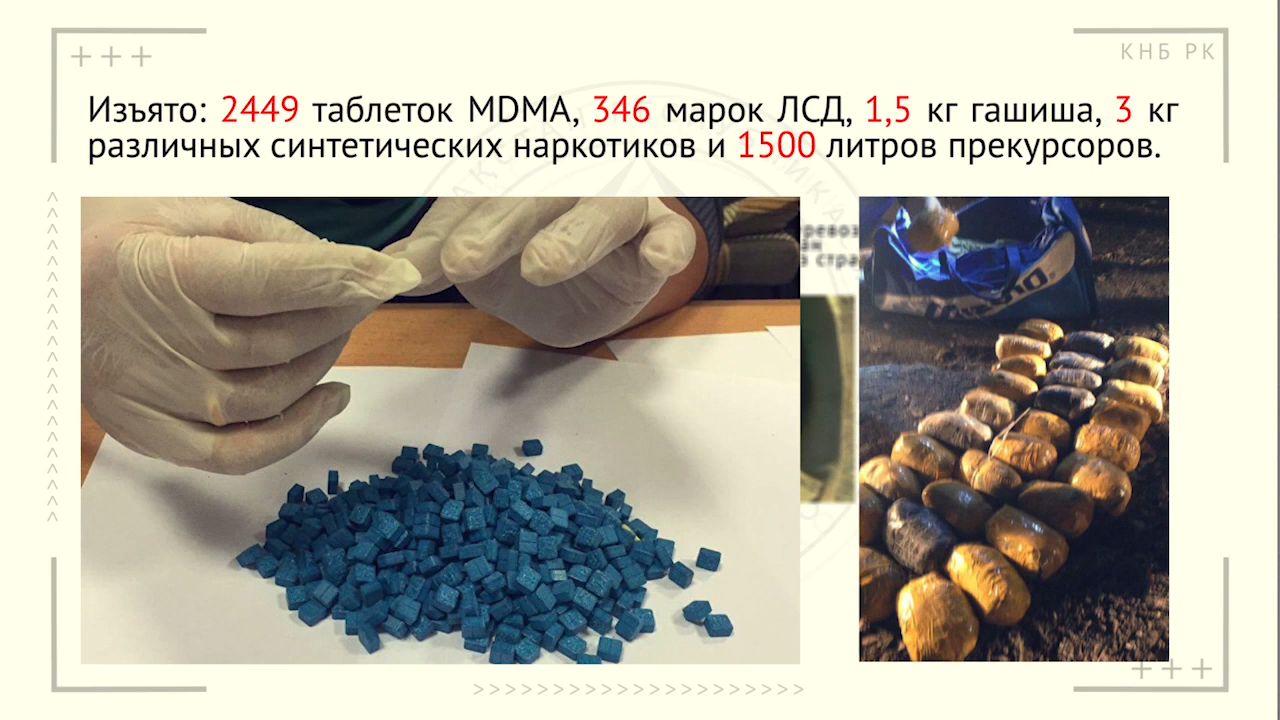 КНБ РК
Изъято: 2449 таблеток MDMA, 346 марок ЛСД, 1,5 кг гашиша, 3 кг
различных синтетических наркотиков и 1500 литров прекурсоров.